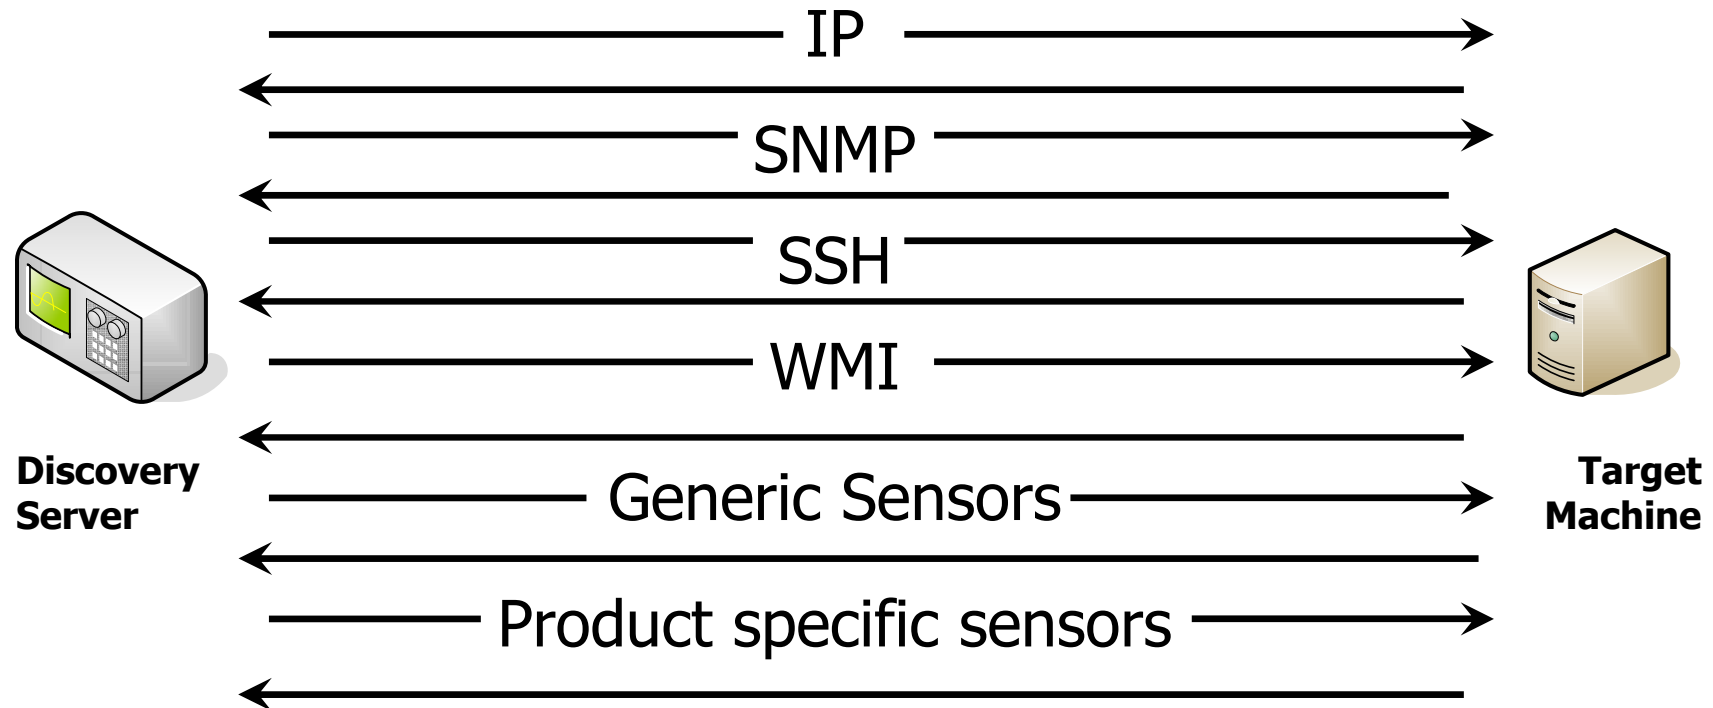 IP
SNMP
SSH
WMI
Discovery
Server
Target
Machine
Generic Sensors
Product specific sensors